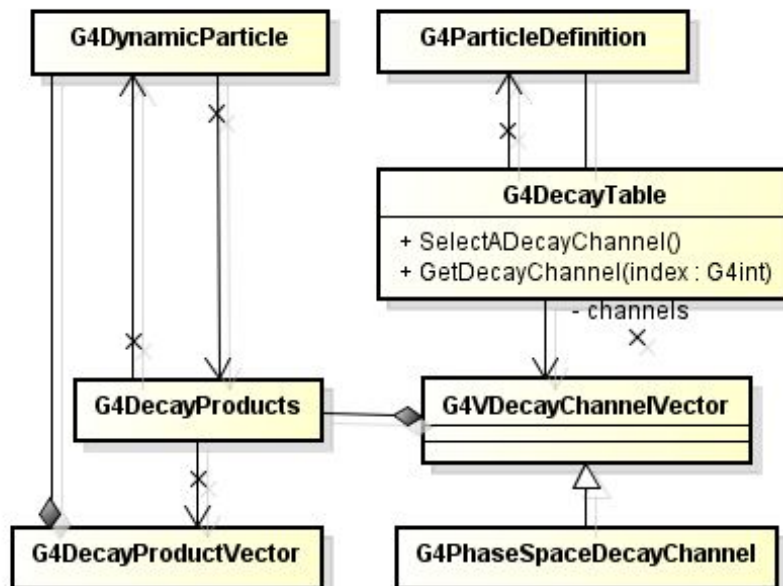 G4DynamicParticle
G4ParticleDefinition
G4DecayTable
+ SelectADecayChannel()
+ GetDecayChannel(index : G4int)
- channels
G4DecayProducts
G4VDecayChannelVector
G4DecayProductVector
G4PhaseSpaceDecayChannel